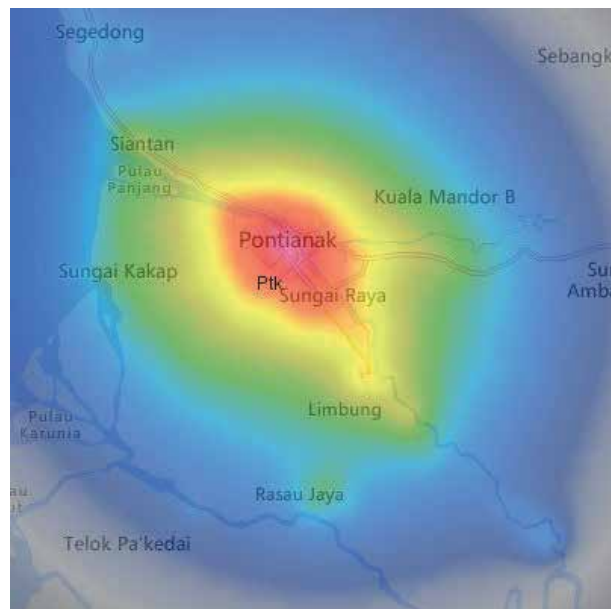 Segedong
Sebangk
Siantan
Pulau
Panjang
Kuala Mandor B
Pontianak
Sungai Kakap
Ptk
Sungai Raya
Su
Amba
Limbung
Pulau
Karunia
Rasau Jaya
au
Telok Pa'kedai